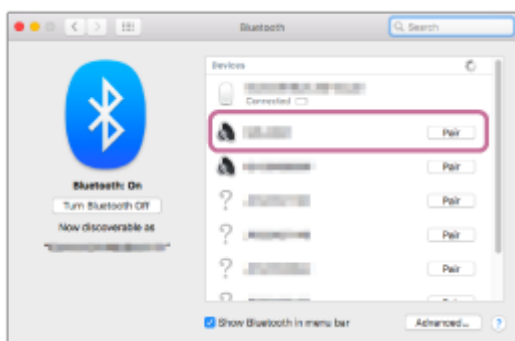 Bluetooth
Search
Devices
Connected
Pair
Pair
Pair
Pair
Pair
Bluetooth: On
Turn Bluetooth Off
Now discoverable as
Show Bluetooth in menu bar
Advanced...
?